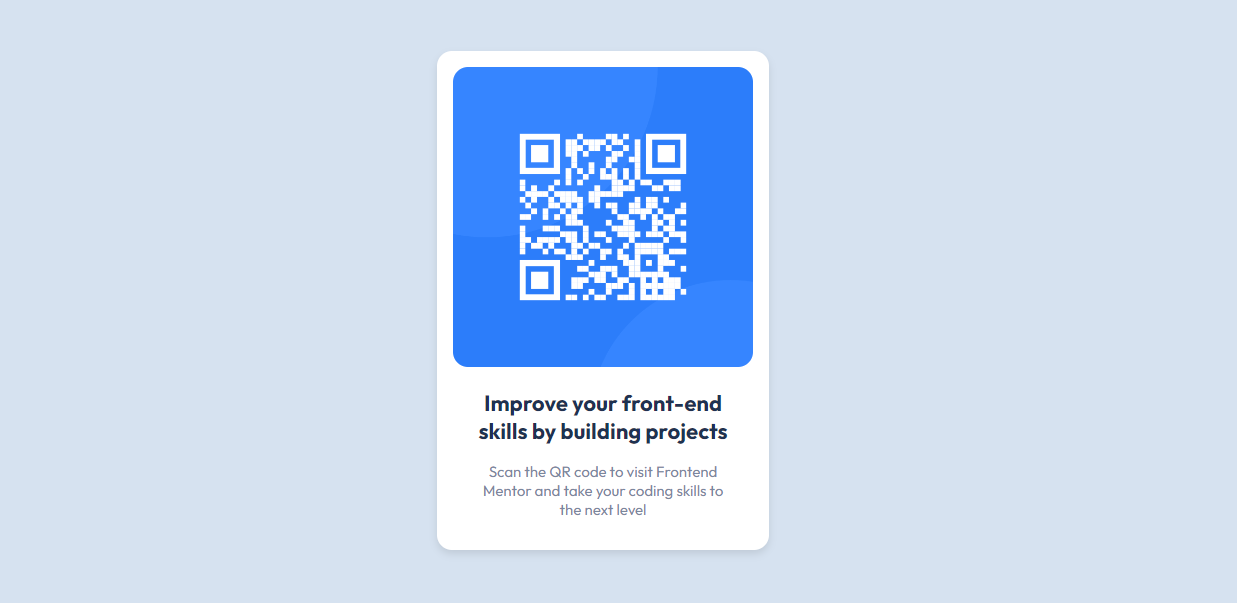 Improve your front-end
skills by building projects
Scan the QR code to visit Frontend
Mentor and take your coding skills to
the next level